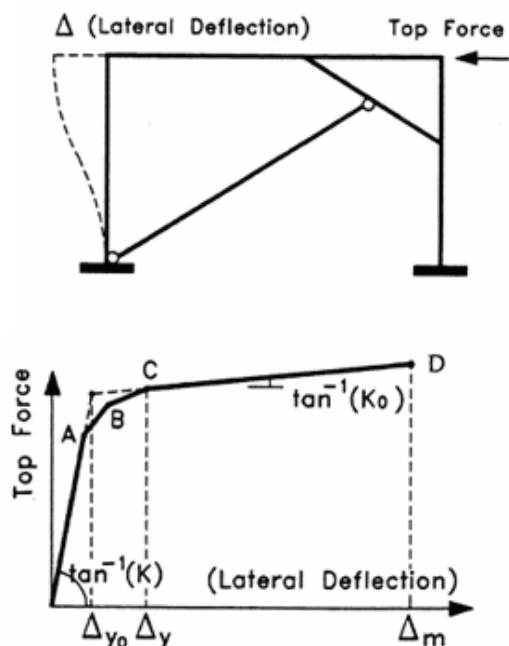 Δ (Lateral Deflection)
Top Force
C
D
B
A
tan⁻¹(K₀)
Top Force
tan⁻¹(K)
(Lateral Deflection)
Δy₀ Δy Δm